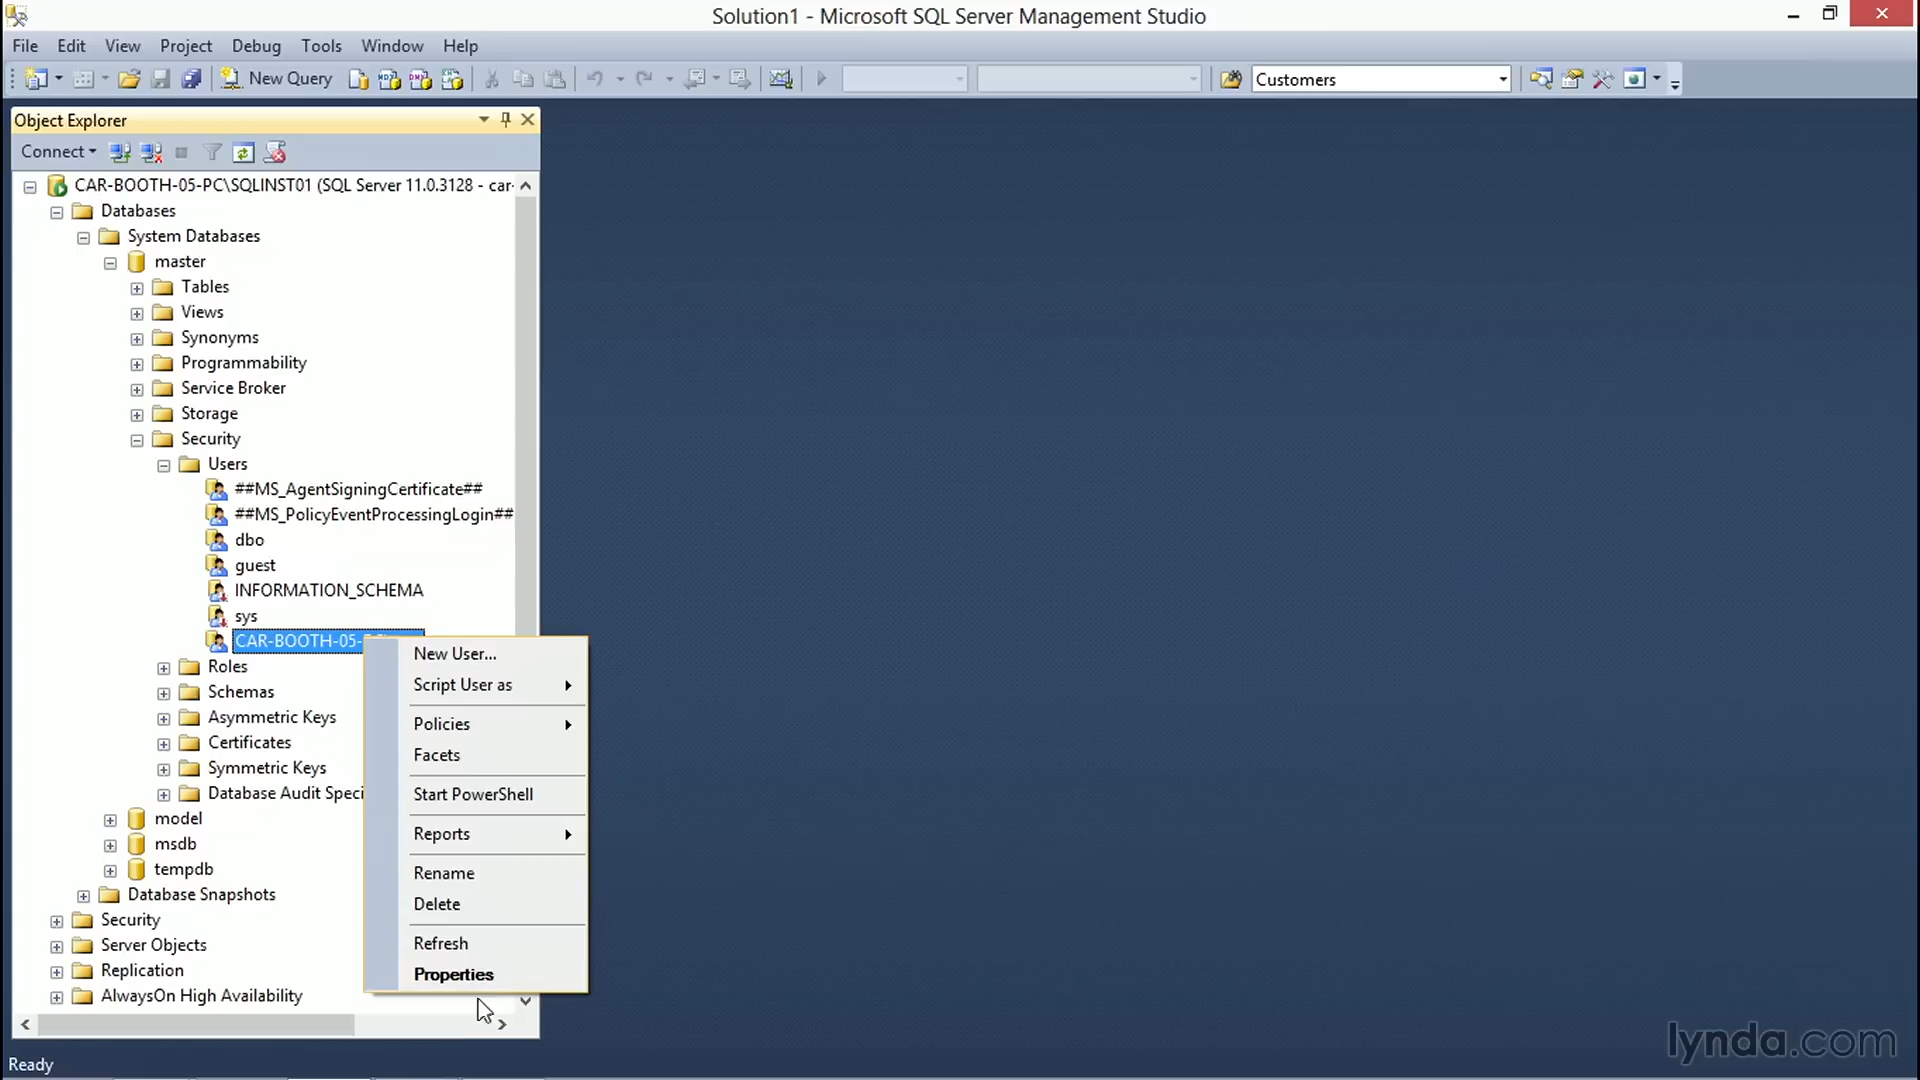 Solution1 - Microsoft SQL Server Management Studio
File Edit View Project Debug Tools Window Help
New Query
Customers
Object Explorer
Connect
CAR-BOOTH-05-PC\SQLINST01 (SQL Server 11.0.3128 - car-
Databases
System Databases
master
Tables
Views
Synonyms
Programmability
Service Broker
Storage
Security
Users
##MS_AgentSigningCertificate##
##MS_PolicyEventProcessingLogin##
dbo
guest
INFORMATION_SCHEMA
sys
CAR-BOOTH-05-
Roles
Schemas
Asymmetric Keys
Certificates
Symmetric Keys
Database Audit Speci
model
msdb
tempdb
Database Snapshots
Security
Server Objects
Replication
AlwaysOn High Availability
New User...
Script User as
Policies
Facets
Start PowerShell
Reports
Rename
Delete
Refresh
Properties
Ready
lynda.com